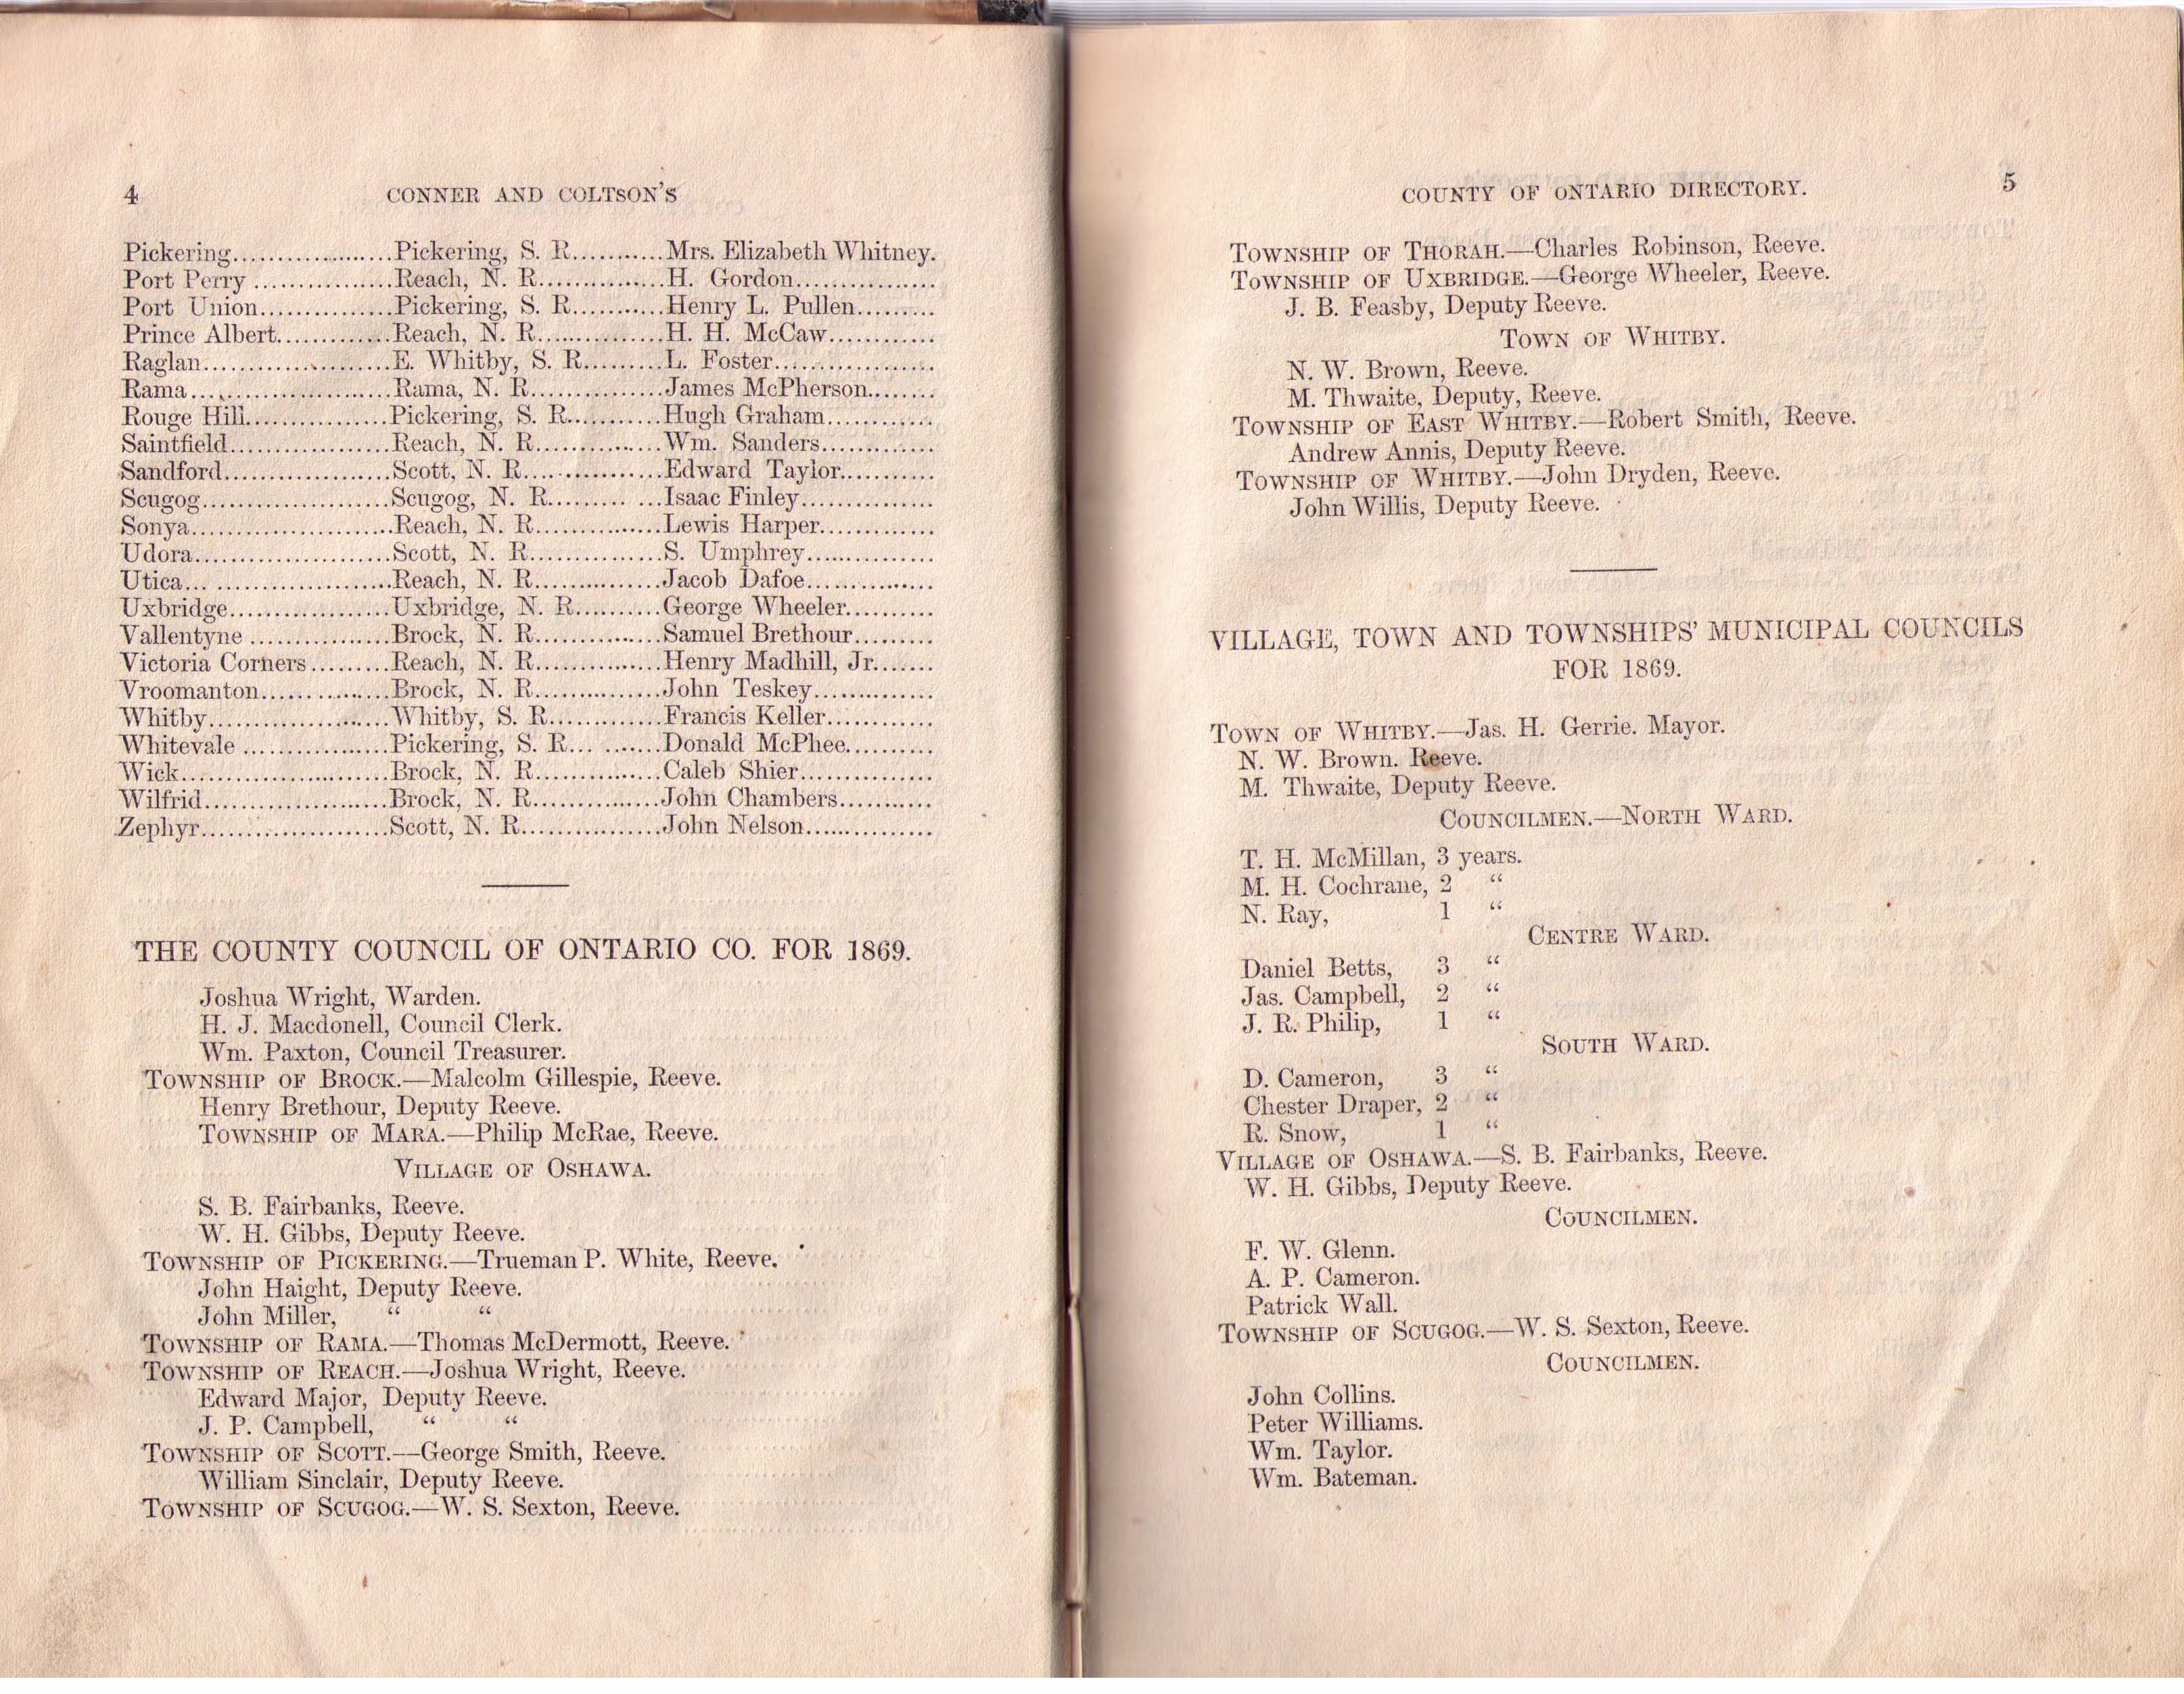 4 CONNER AND COLTSON'S
Pickering....................Pickering, S. R............Mrs. Elizabeth Whitney.
Port Perry................Reach, N. R...............H. Gordon................
Port Union...............Pickering, S. R...........Henry L. Pullen.........
Prince Albert.............Reach, N. R...............H. H. McCaw............
Raglan.....................E. Whitby, S. R.........L. Foster..................
Rama.......................Rama, N. R................James McPherson........
Rouge Hill................Pickering, S. R...........Hugh Graham............
Saintfield..................Reach, N. R...............Wm. Sanders.............
Sandford...................Scott, N. R................Edward Taylor...........
Scugog.....................Scugog, N. R......... ...Isaac Finley...............
Sonya.......................Reach, N. R...............Lewis Harper.............
Udora......................Scott, N. R...............S. Umphrey..............
Utica... ....................Reach, N. R..............Jacob Dafoe..............
Uxbridge..................Uxbridge, N. R..........George Wheeler..........
Vallentyne................Brock, N. R...............Samuel Brethour.........
Victoria Corners.........Reach, N. R..............Henry Madhill, Jr.......
Vroomanton..............Brock, N. R...............John Teskey.............
Whitby....................Whitby, S. R.............Francis Keller............
Whitevale.................Pickering, S. R... .......Donald McPhee..........
Wick.......................Brock, N. R...............Caleb Shier...............
Wilfrid....................Brock, N. R...............John Chambers...........
Zephyr.....................Scott, N. R................John Nelson...............
THE COUNTY COUNCIL OF ONTARIO CO. FOR 1869.
Joshua Wright, Warden.
H. J. Macdonell, Council Clerk.
Wm. Paxton, Council Treasurer.
TOWNSHIP OF BROCK.—Malcolm Gillespie, Reeve.
Henry Brethour, Deputy Reeve.
TOWNSHIP OF MARA.—Philip McRae, Reeve.
VILLAGE OF OSHAWA.
S. B. Fairbanks, Reeve.
W. H. Gibbs, Deputy Reeve.
TOWNSHIP OF PICKERING.—Trueman P. White, Reeve.
John Haight, Deputy Reeve.
John Miller, “ “
TOWNSHIP OF RAMA.—Thomas McDermott, Reeve.
TOWNSHIP OF REACH.—Joshua Wright, Reeve.
Edward Major, Deputy Reeve.
J. P. Campbell, “ “
TOWNSHIP OF SCOTT.—George Smith, Reeve.
William Sinclair, Deputy Reeve.
TOWNSHIP OF SCUGOG.—W. S. Sexton, Reeve.
COUNTY OF ONTARIO DIRECTORY. 5
TOWNSHIP OF THORAH.—Charles Robinson, Reeve.
TOWNSHIP OF UXBRIDGE.—George Wheeler, Reeve.
J. B. Feasby, Deputy Reeve.
TOWN OF WHITBY.
N. W. Brown, Reeve.
M. Thwaite, Deputy, Reeve.
TOWNSHIP OF EAST WHITBY.—Robert Smith, Reeve.
Andrew Annis, Deputy Reeve.
TOWNSHIP OF WHITBY.—John Dryden, Reeve.
John Willis, Deputy Reeve.
VILLAGE, TOWN AND TOWNSHIPS' MUNICIPAL COUNCILS
FOR 1869.
TOWN OF WHITBY.—Jas. H. Gerrie. Mayor.
N. W. Brown. Reeve.
M. Thwaite, Deputy Reeve.
COUNCILMEN.—NORTH WARD.
T. H. McMillan, 3 years.
M. H. Cochrane, 2 “
N. Ray, 1 “
CENTRE WARD.
Daniel Betts, 3 “
Jas. Campbell, 2 “
J. R. Philip, 1 “
SOUTH WARD.
D. Cameron, 3 “
Chester Draper, 2 “
R. Snow, 1 “
VILLAGE OF OSHAWA.—S. B. Fairbanks, Reeve.
W. H. Gibbs, Deputy Reeve.
COUNCILMEN.
F. W. Glenn.
A. P. Cameron.
Patrick Wall.
TOWNSHIP OF SCUGOG.—W. S. Sexton, Reeve.
COUNCILMEN.
John Collins.
Peter Williams.
Wm. Taylor.
Wm. Bateman.